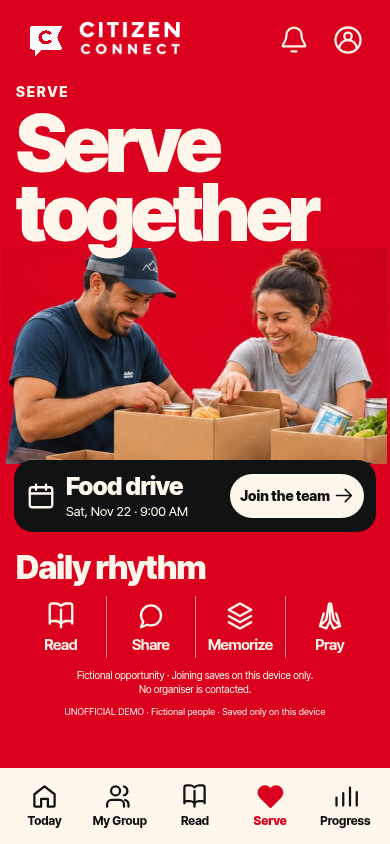 C
CITIZEN
CONNECT
SERVE
Serve
together
Food drive
Sat, Nov 22 · 9:00 AM
Join the team →
Daily rhythm
Read
Share
Memorize
Pray
Fictional opportunity · Joining saves on this device only.
No organiser is contacted.
UNOFFICIAL DEMO · Fictional people · Saved only on this device
Today
My Group
Read
Serve
Progress